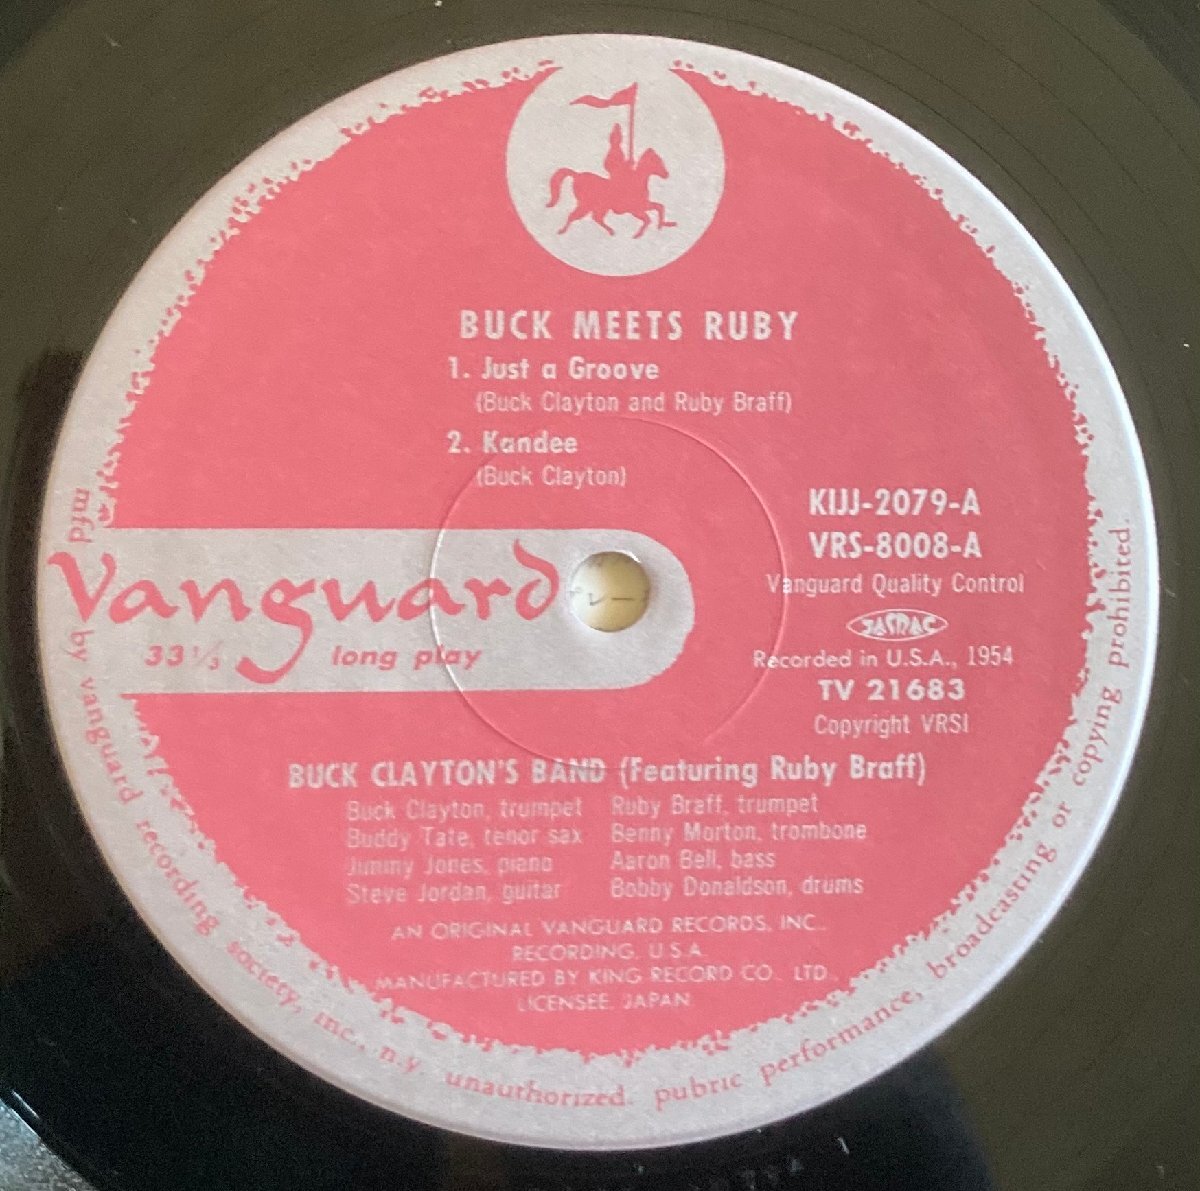 BUCK MEETS RUBY
1. Just a Groove
(Buck Clayton and Ruby Braff)
2. Kandee
(Buck Clayton)
KIJJ-2079-A
VRS-8008-A
Vanguard Quality Control
JASRAC
Recorded in U.S.A., 1954
TV 21683
Copyright VRSI
Vanguard
33 1/3 long play
BUCK CLAYTON'S BAND (Featuring Ruby Braff)
Buck Clayton, trumpet Ruby Braff, trumpet
Buddy Tate, tenor sax Benny Morton, trombone
Jimmy Jones, piano Aaron Bell, bass
Steve Jordan, guitar Bobby Donaldson, drums
AN ORIGINAL VANGUARD RECORDS, INC.
RECORDING, U.S.A.
MANUFACTURED BY KING RECORD CO. LTD.
LICENSEE, JAPAN
mfd by vanguard recording society, inc., n.y. unauthorized. pubric performance, broadcasting or copying prohibited.